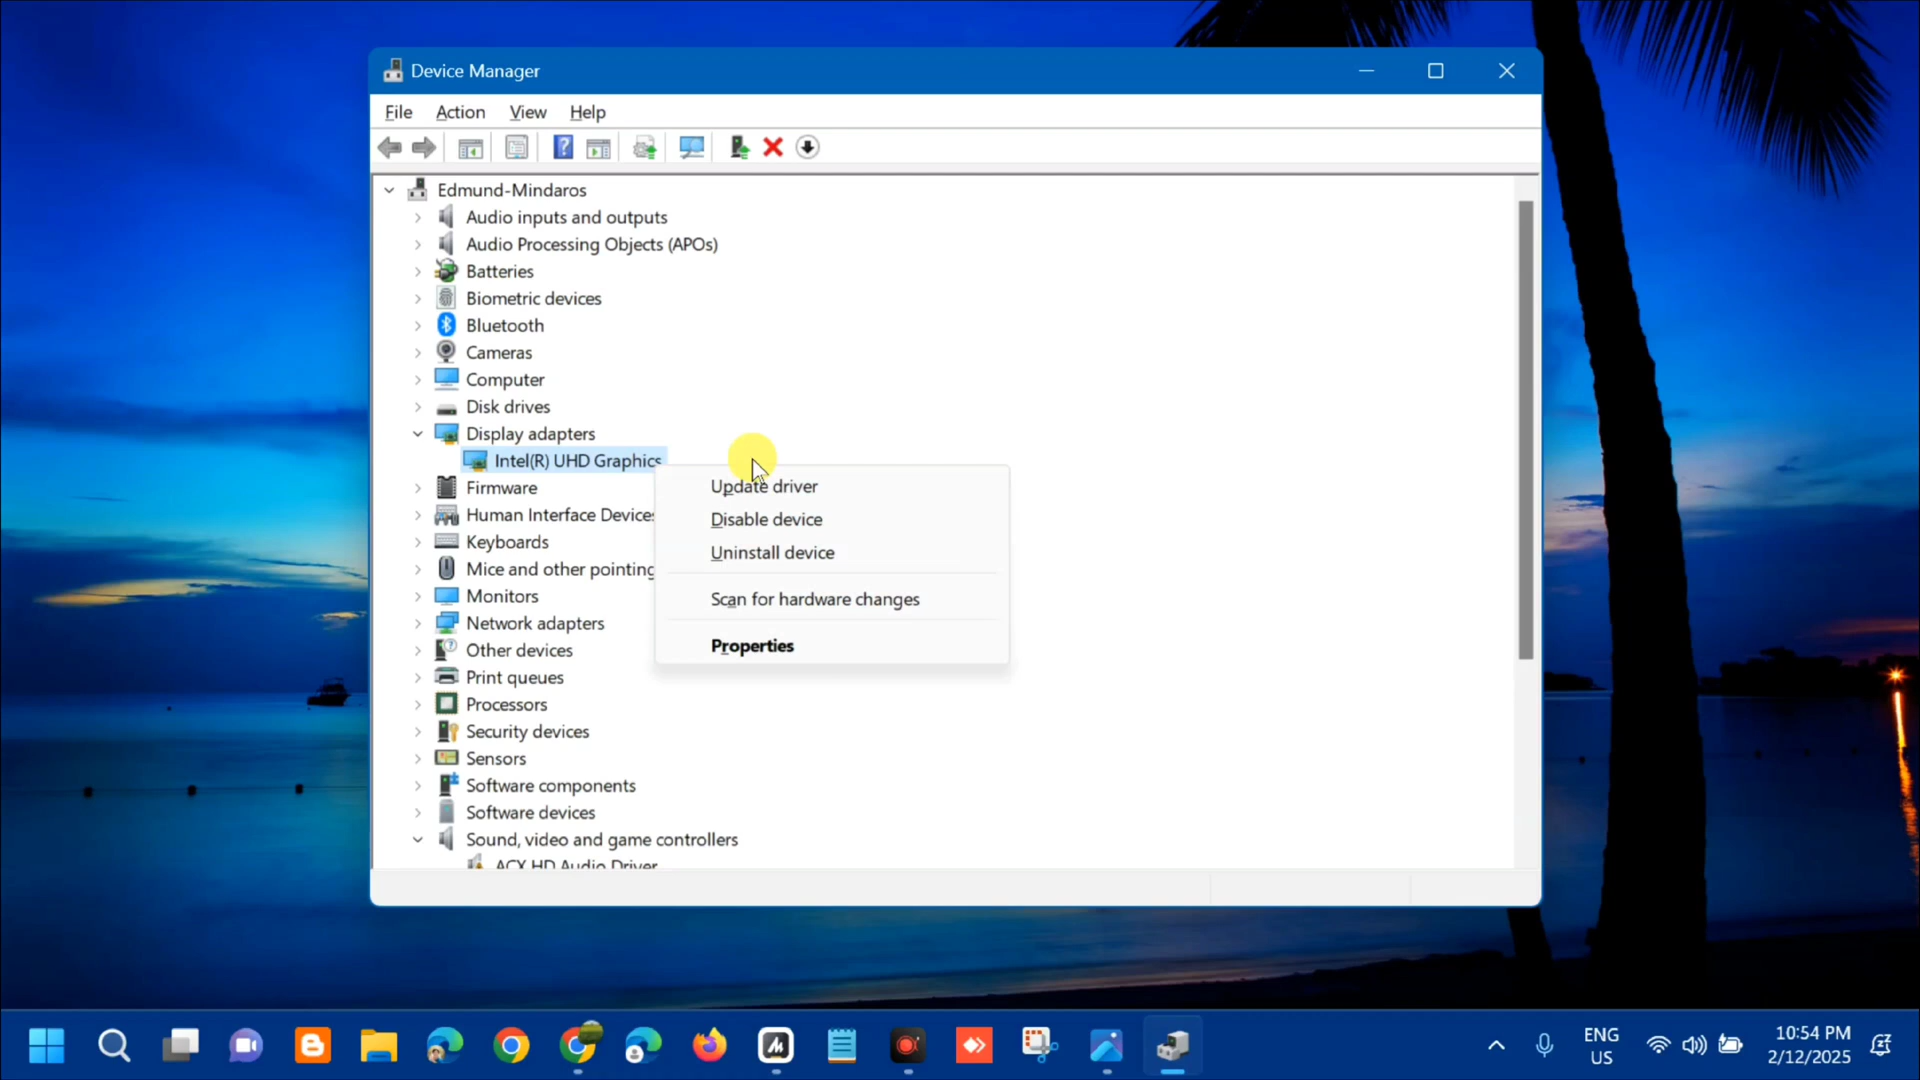 Device Manager
File Action View Help
Edmund-Mindaros
Audio inputs and outputs
Audio Processing Objects (APOs)
Batteries
Biometric devices
Bluetooth
Cameras
Computer
Disk drives
Display adapters
Intel(R) UHD Graphics
Update driver
Firmware
Human Interface Devices
Disable device
Keyboards
Uninstall device
Mice and other pointing
Monitors
Scan for hardware changes
Network adapters
Other devices
Properties
Print queues
Processors
Security devices
Sensors
Software components
Software devices
Sound, video and game controllers
ACX HD Audio Driver
ENG
US
10:54 PM
2/12/2025